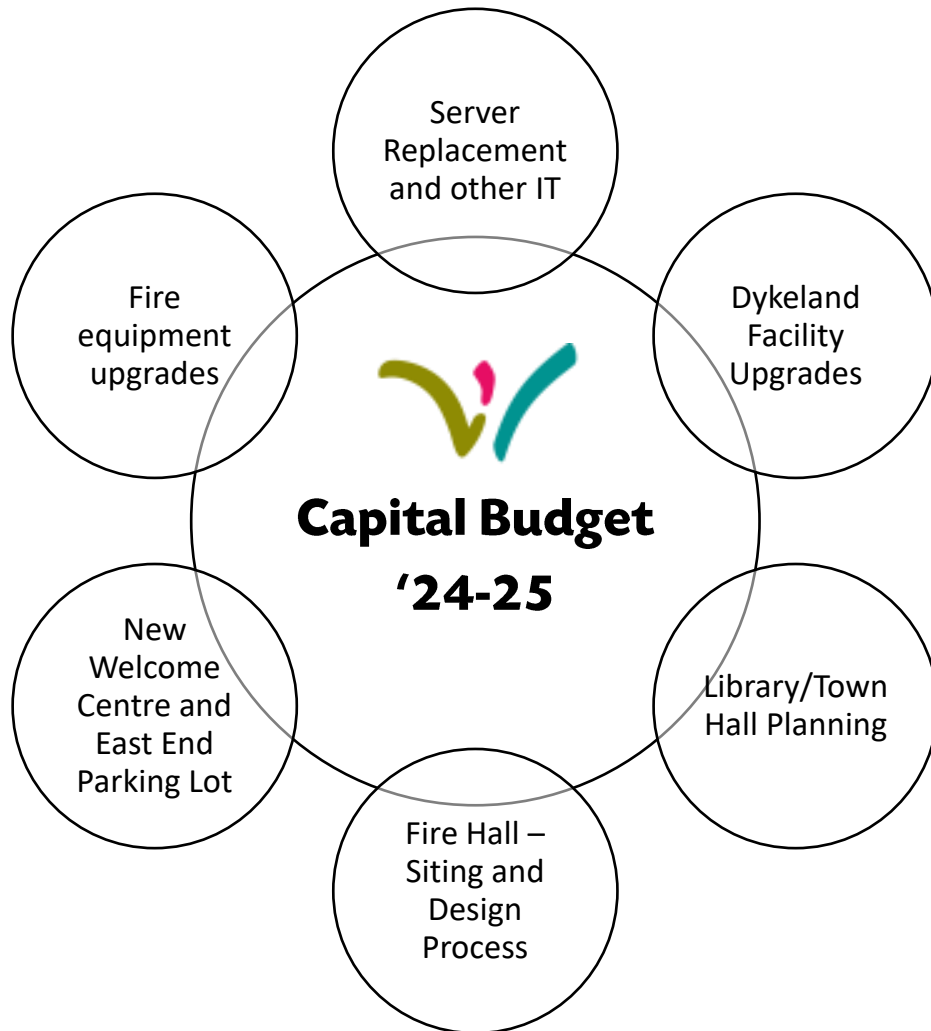 Server
Replacement
and other IT
Fire
equipment
upgrades
Dykeland
Facility
Upgrades
Capital Budget
‘24-25
New
Welcome
Centre and
East End
Parking Lot
Library/Town
Hall Planning
Fire Hall –
Siting and
Design
Process